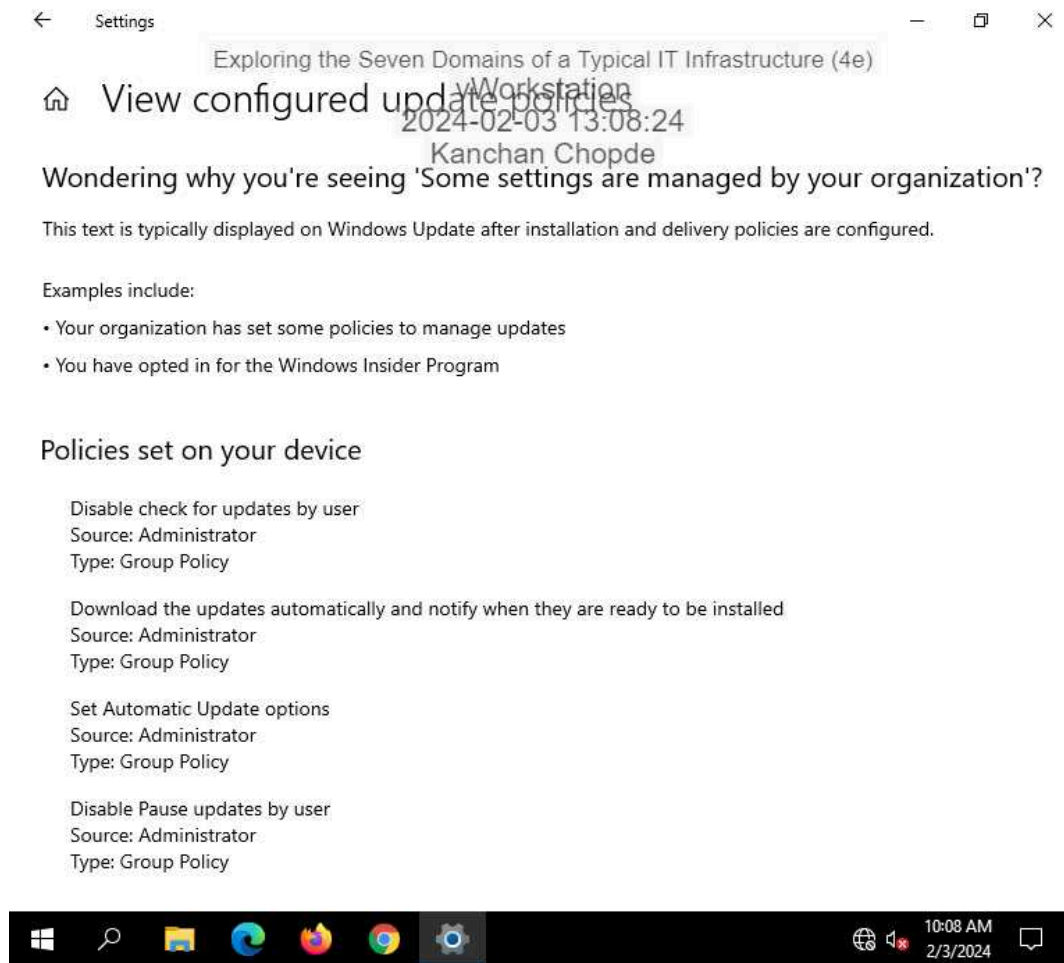 Settings
Exploring the Seven Domains of a Typical IT Infrastructure (4e)
View configured update policies
vWorkstation
2024-02-03 13:08:24
Kanchan Chopde
Wondering why you're seeing 'Some settings are managed by your organization'?
This text is typically displayed on Windows Update after installation and delivery policies are configured.
Examples include:
• Your organization has set some policies to manage updates
• You have opted in for the Windows Insider Program
Policies set on your device
Disable check for updates by user
Source: Administrator
Type: Group Policy
Download the updates automatically and notify when they are ready to be installed
Source: Administrator
Type: Group Policy
Set Automatic Update options
Source: Administrator
Type: Group Policy
Disable Pause updates by user
Source: Administrator
Type: Group Policy
10:08 AM
2/3/2024